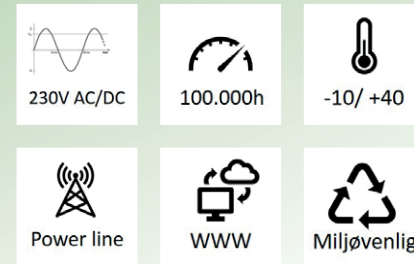 230V AC/DC
100.000h
-10/ +40
Power line
WWW
Miljøvenlig